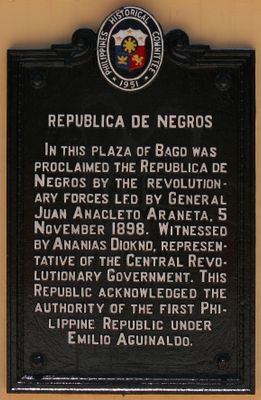 PHILIPPINES HISTORICAL COMMITTEE
1951
REPUBLICA DE NEGROS
IN THIS PLAZA OF BAGO WAS
PROCLAIMED THE REPUBLICA DE
NEGROS BY THE REVOLUTION-
ARY FORCES LED BY GENERAL
JUAN ANACLETO ARANETA, 5
NOVEMBER 1898. WITNESSED
BY ANANIAS DIOKNO, REPRESEN-
TATIVE OF THE CENTRAL REVO-
LUTIONARY GOVERNMENT. THIS
REPUBLIC ACKNOWLEDGED THE
AUTHORITY OF THE FIRST PHI-
LIPPINE REPUBLIC UNDER
EMILIO AGUINALDO.